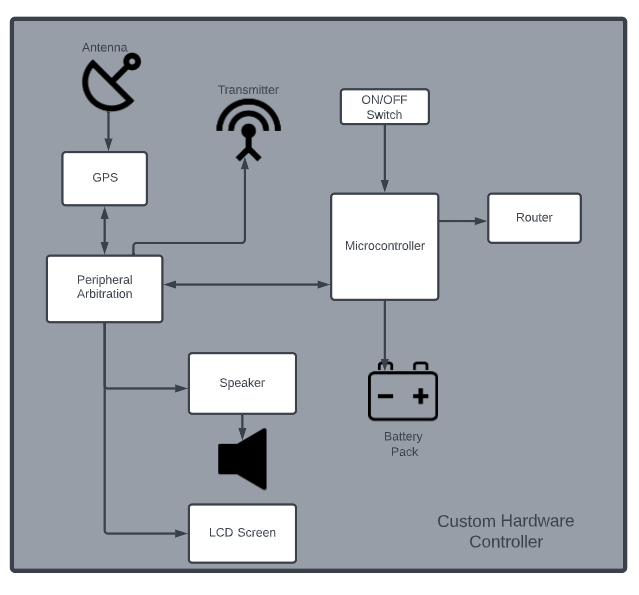 Antenna
Transmitter
ON/OFF
Switch
GPS
Router
Microcontroller
Peripheral
Arbitration
Speaker
Battery
Pack
LCD Screen
Custom Hardware
Controller